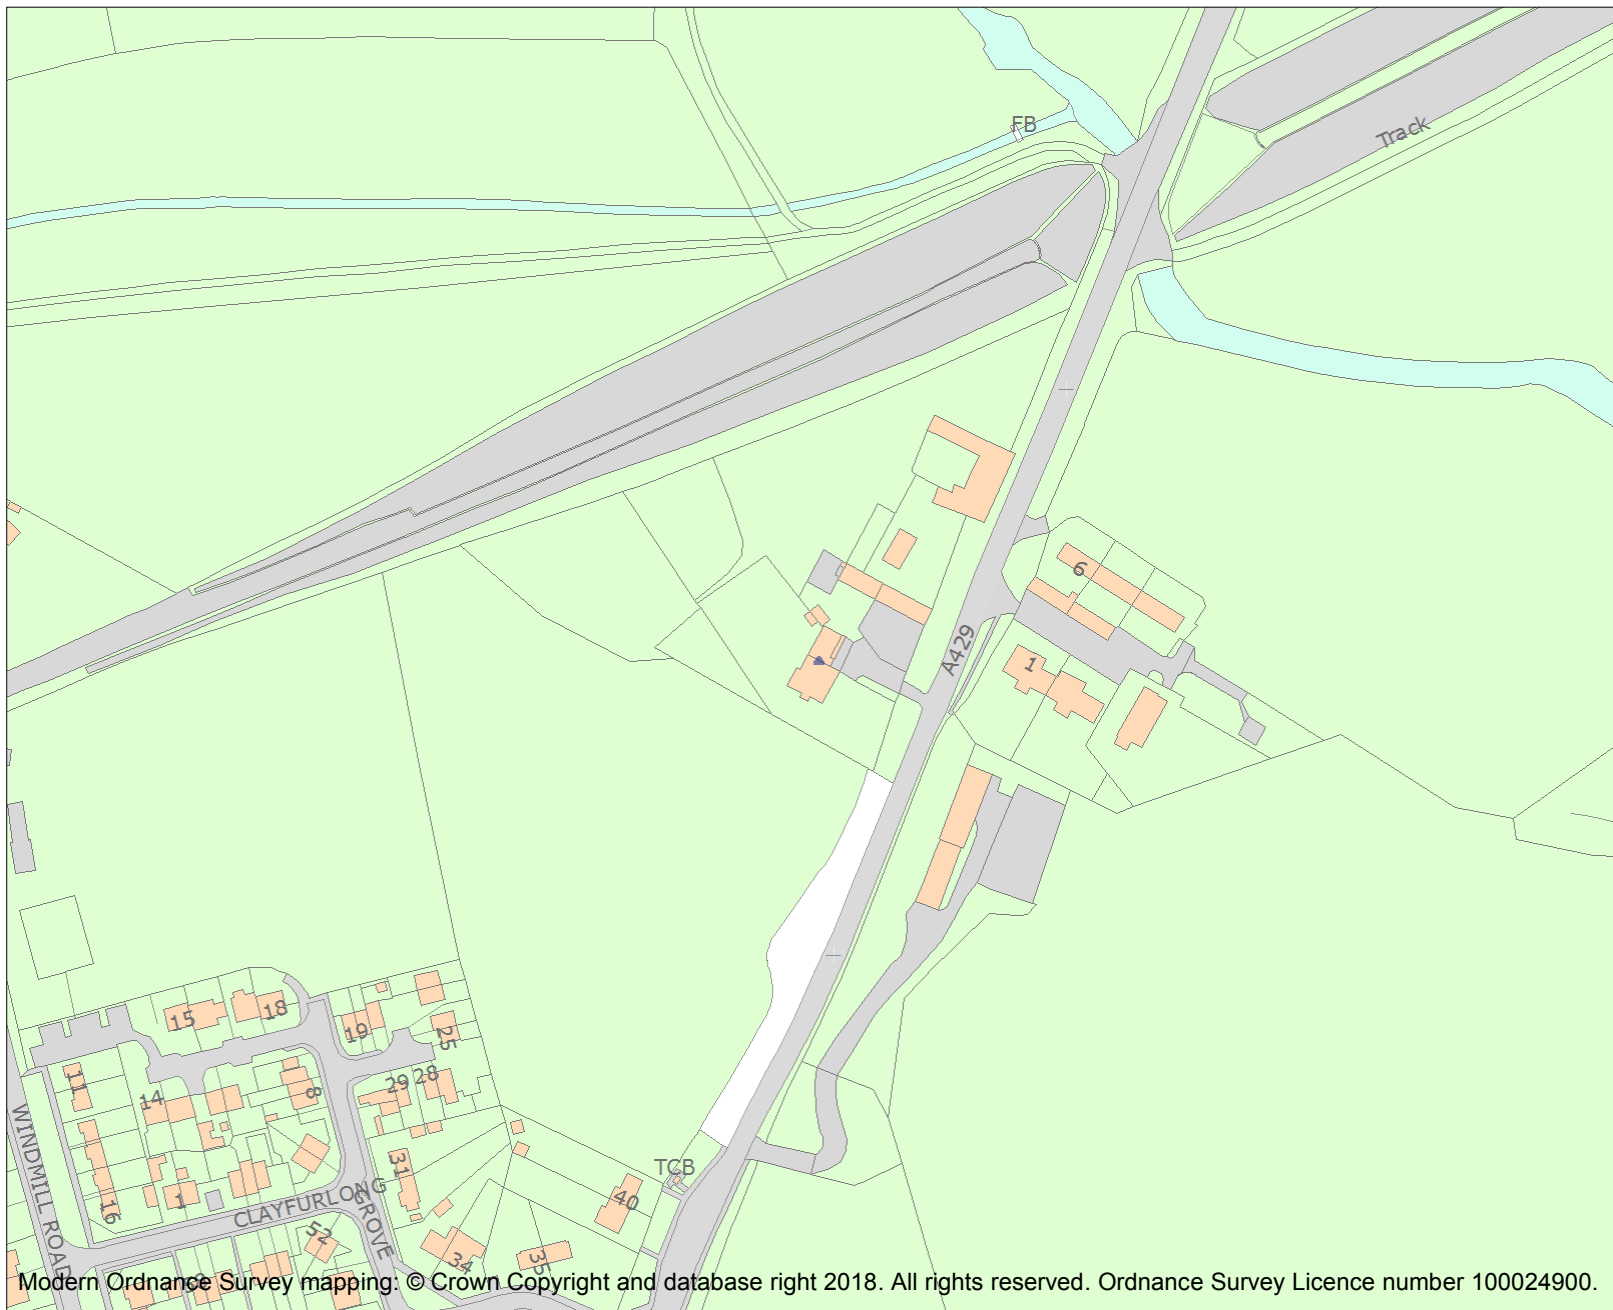 FB
Track
6
A429
1
15
18
19
25
11
14
8
29
28
31
16
1
TCB
40
WINDMILL ROAD
CLAYFURLONG
GROVE
52
34
35
Modern Ordnance Survey mapping: © Crown Copyright and database right 2018. All rights reserved. Ordnance Survey Licence number 100024900.